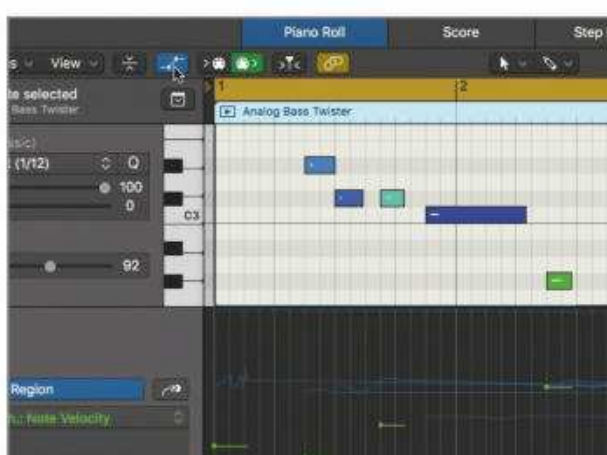 Piano Roll
Score
Step
s
View
te selected
Bass Twister
1
2
Analog Bass Twister
(1/12)
Q
100
0
C3
92
Region
Note Velocity